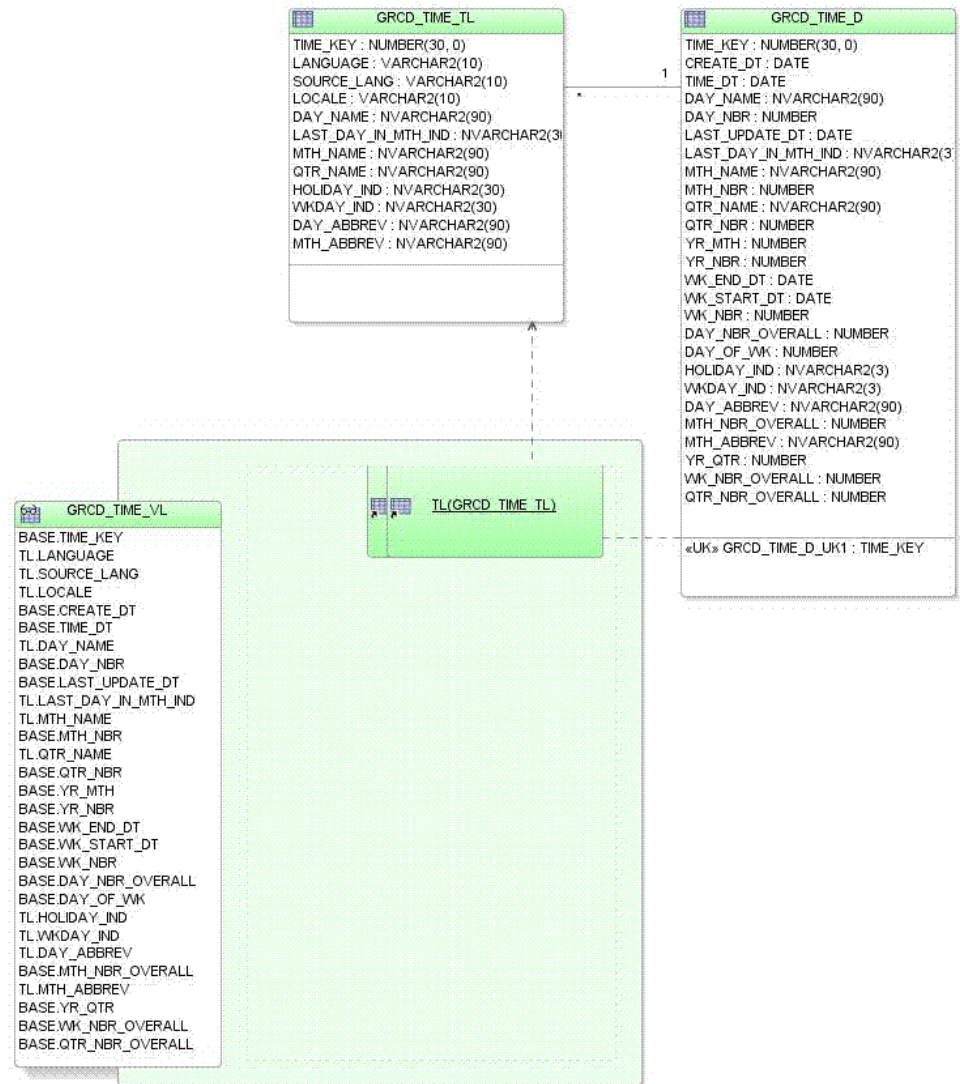 GRCD_TIME_TL
TIME_KEY : NUMBER(30, 0)
LANGUAGE : VARCHAR2(10)
SOURCE_LANG : VARCHAR2(10)
LOCALE : VARCHAR2(10)
DAY_NAME : NVARCHAR2(90)
LAST_DAY_IN_MTH_IND : NVARCHAR2(30
MTH_NAME : NVARCHAR2(90)
QTR_NAME : NVARCHAR2(90)
HOLIDAY_IND : NVARCHAR2(30)
WKDAY_IND : NVARCHAR2(30)
DAY_ABBREV : NVARCHAR2(90)
MTH_ABBREV : NVARCHAR2(90)
1
*
GRCD_TIME_D
TIME_KEY : NUMBER(30, 0)
CREATE_DT : DATE
TIME_DT : DATE
DAY_NAME : NVARCHAR2(90)
DAY_NBR : NUMBER
LAST_UPDATE_DT : DATE
LAST_DAY_IN_MTH_IND : NVARCHAR2(3
MTH_NAME : NVARCHAR2(90)
MTH_NBR : NUMBER
QTR_NAME : NVARCHAR2(90)
QTR_NBR : NUMBER
YR_MTH : NUMBER
YR_NBR : NUMBER
WK_END_DT : DATE
WK_START_DT : DATE
WK_NBR : NUMBER
DAY_NBR_OVERALL : NUMBER
DAY_OF_WK : NUMBER
HOLIDAY_IND : NVARCHAR2(3)
WKDAY_IND : NVARCHAR2(3)
DAY_ABBREV : NVARCHAR2(90)
MTH_NBR_OVERALL : NUMBER
MTH_ABBREV : NVARCHAR2(90)
YR_QTR : NUMBER
WK_NBR_OVERALL : NUMBER
QTR_NBR_OVERALL : NUMBER
«UK» GRCD_TIME_D_UK1 : TIME_KEY
TL(GRCD_TIME_TL)
GRCD_TIME_VL
BASE.TIME_KEY
TL.LANGUAGE
TL.SOURCE_LANG
TL.LOCALE
BASE.CREATE_DT
BASE.TIME_DT
TL.DAY_NAME
BASE.DAY_NBR
BASE.LAST_UPDATE_DT
TL.LAST_DAY_IN_MTH_IND
TL.MTH_NAME
BASE.MTH_NBR
TL.QTR_NAME
BASE.QTR_NBR
BASE.YR_MTH
BASE.YR_NBR
BASE.WK_END_DT
BASE.WK_START_DT
BASE.WK_NBR
BASE.DAY_NBR_OVERALL
BASE.DAY_OF_WK
TL.HOLIDAY_IND
TL.WKDAY_IND
TL.DAY_ABBREV
BASE.MTH_NBR_OVERALL
TL.MTH_ABBREV
BASE.YR_QTR
BASE.WK_NBR_OVERALL
BASE.QTR_NBR_OVERALL